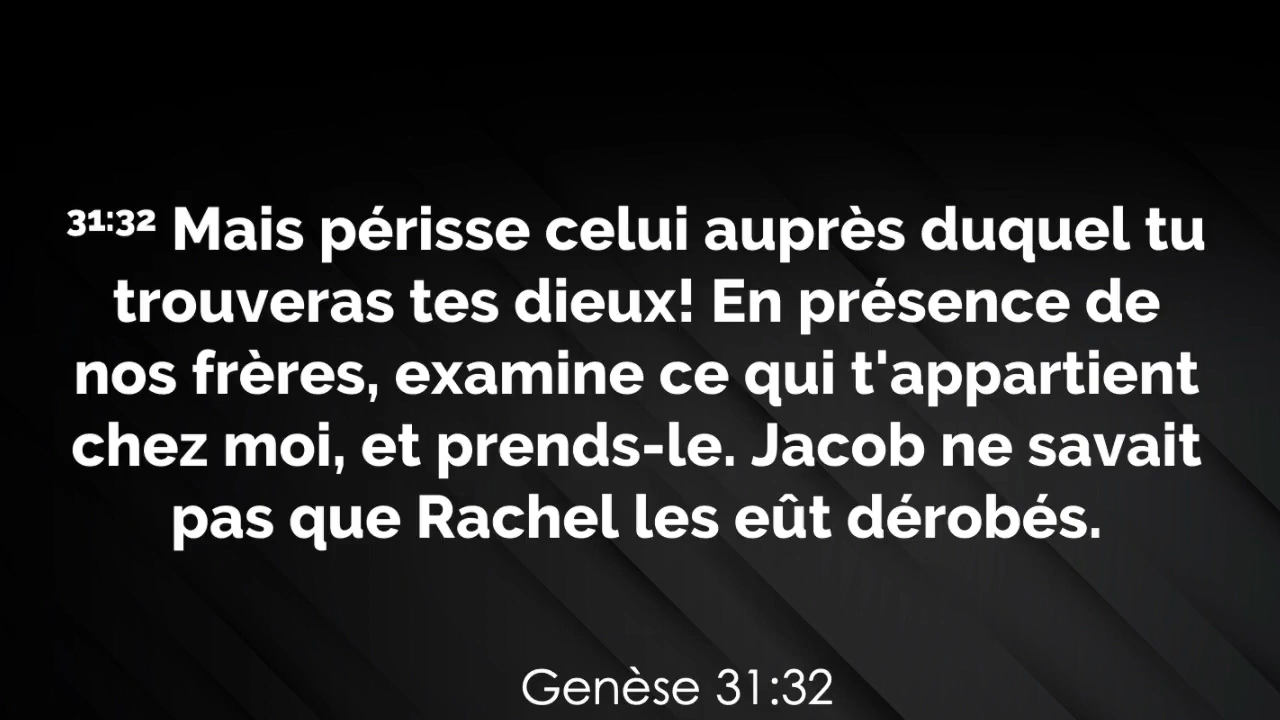 31:32 Mais périsse celui auprès duquel tu
trouveras tes dieux! En présence de
nos frères, examine ce qui t'appartient
chez moi, et prends-le. Jacob ne savait
pas que Rachel les eût dérobés.
Genèse 31:32